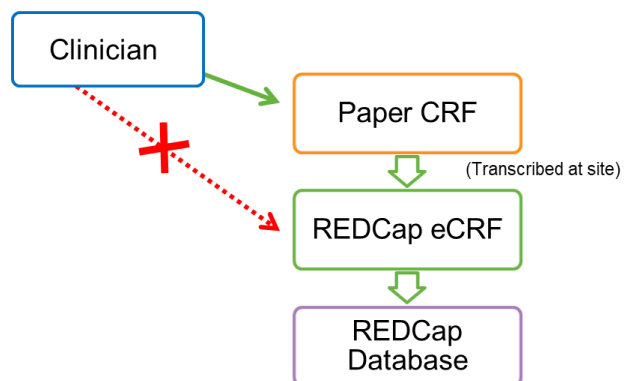 Clinician
Paper CRF
(Transcribed at site)
REDCap eCRF
REDCap
Database